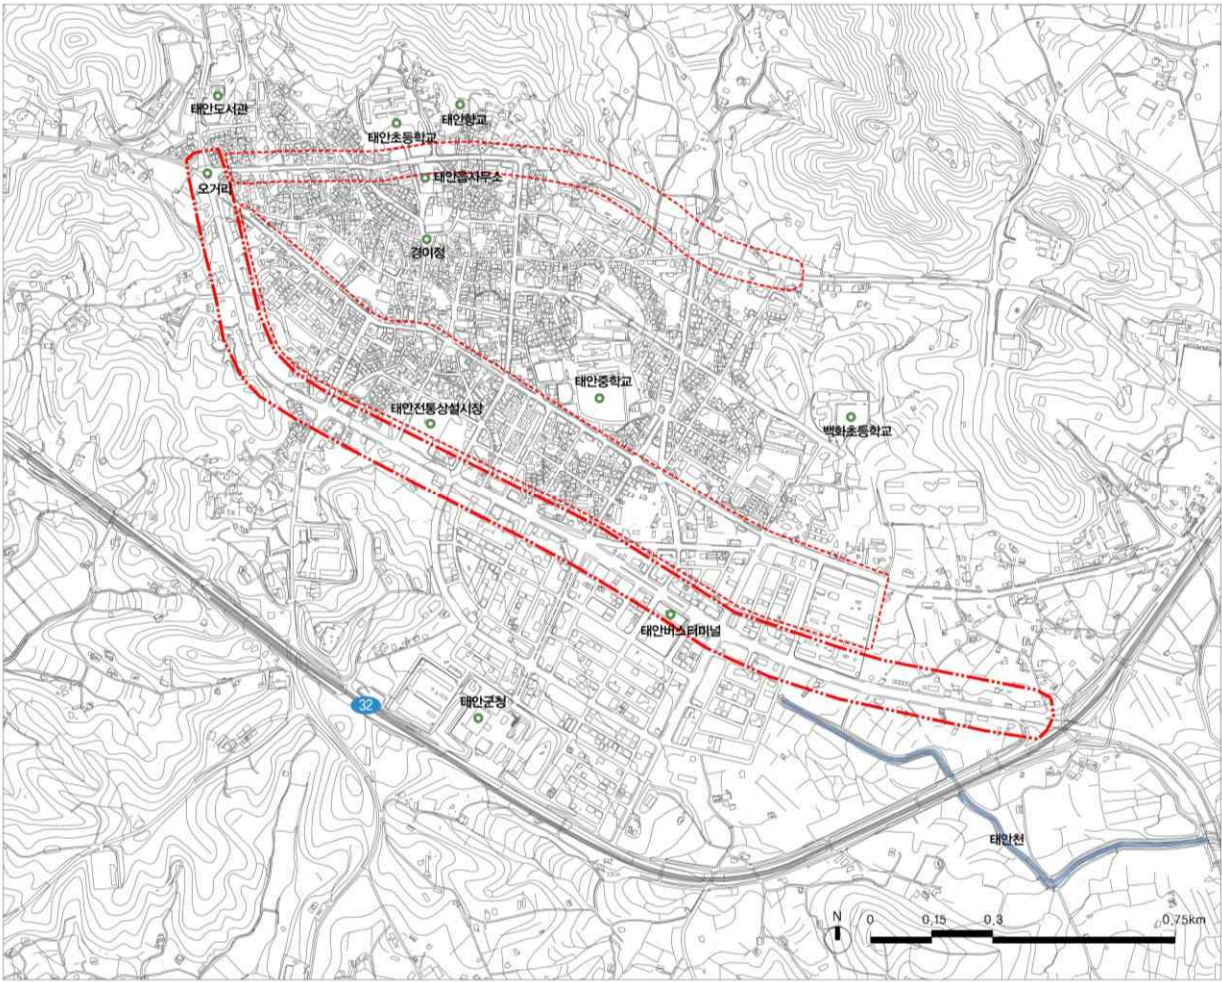 태안도서관
태안향교
태안초등학교
태안읍사무소
오거리
경이정
태안중학교
태안전통상설시장
백화초등학교
태안버스터미널
태안군청
32
태안천
N
0 0.15 0.3 0.75km